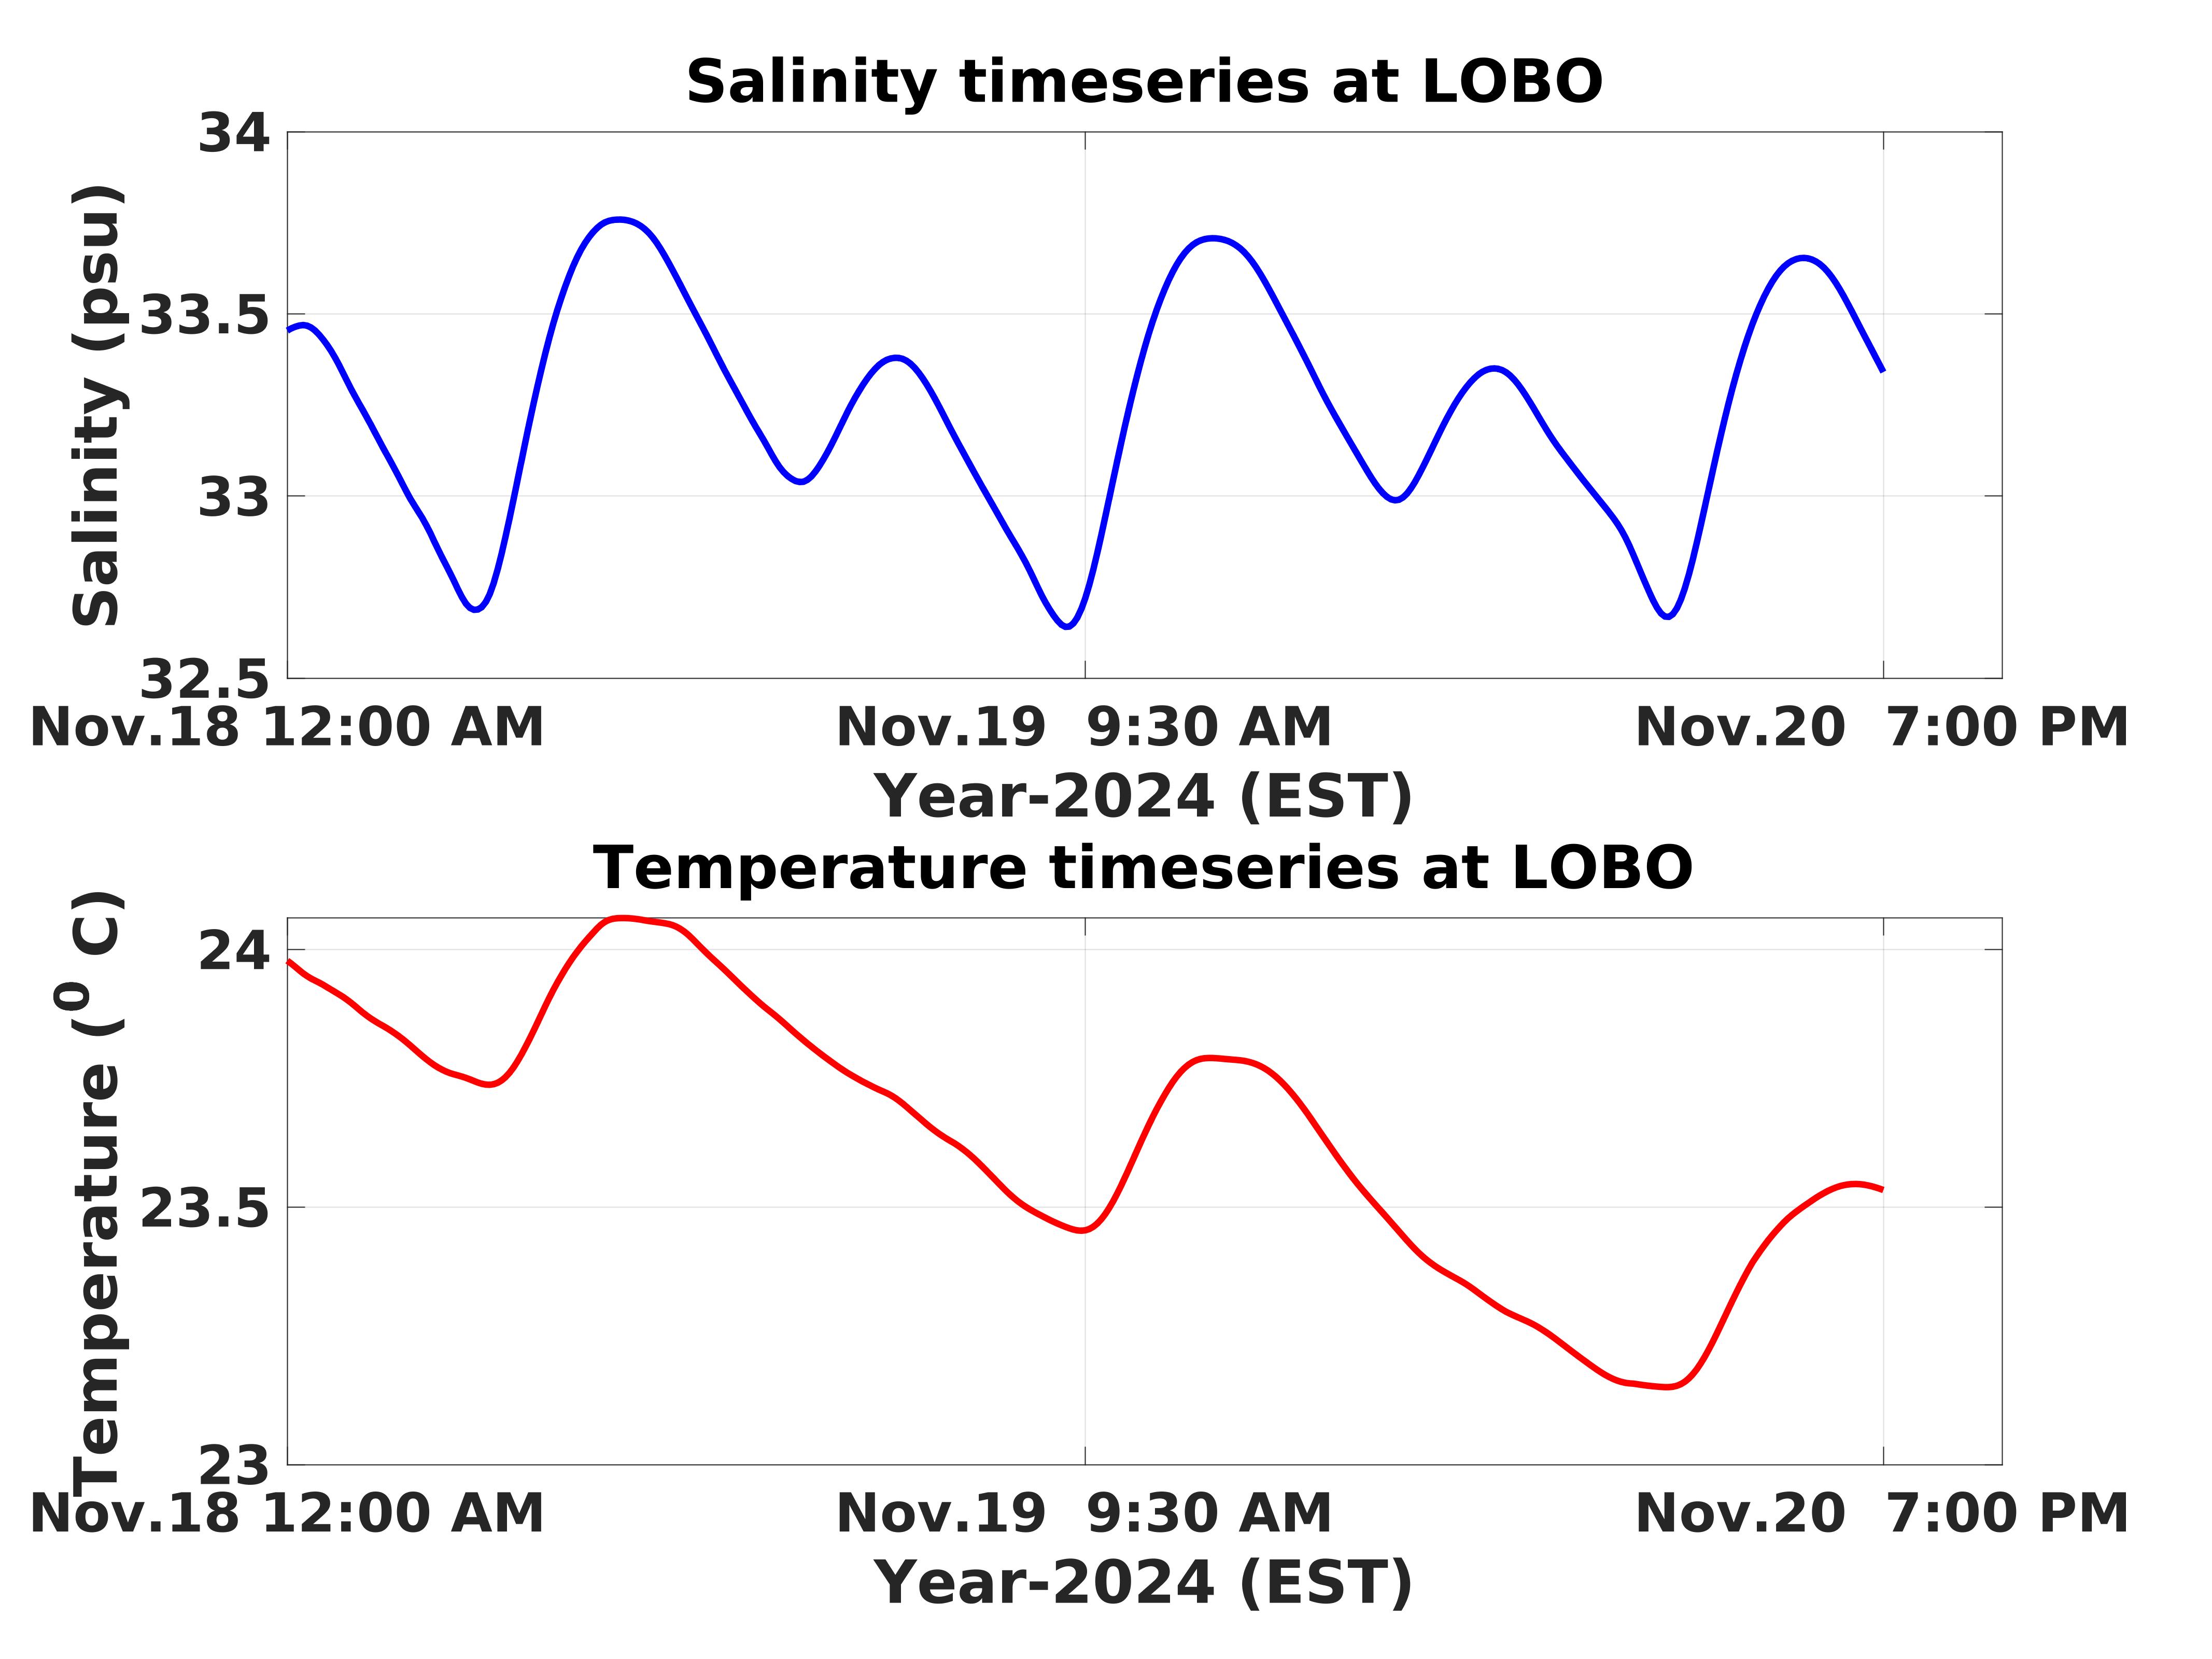 Salinity timeseries at LOBO
Salinity (psu)
34
33.5
33
32.5
Nov.18 12:00 AM Nov.19  9:30 AM Nov.20  7:00 PM
Year-2024 (EST)
Temperature timeseries at LOBO
Temperature (⁰ C)
24
23.5
23
Nov.18 12:00 AM Nov.19  9:30 AM Nov.20  7:00 PM
Year-2024 (EST)